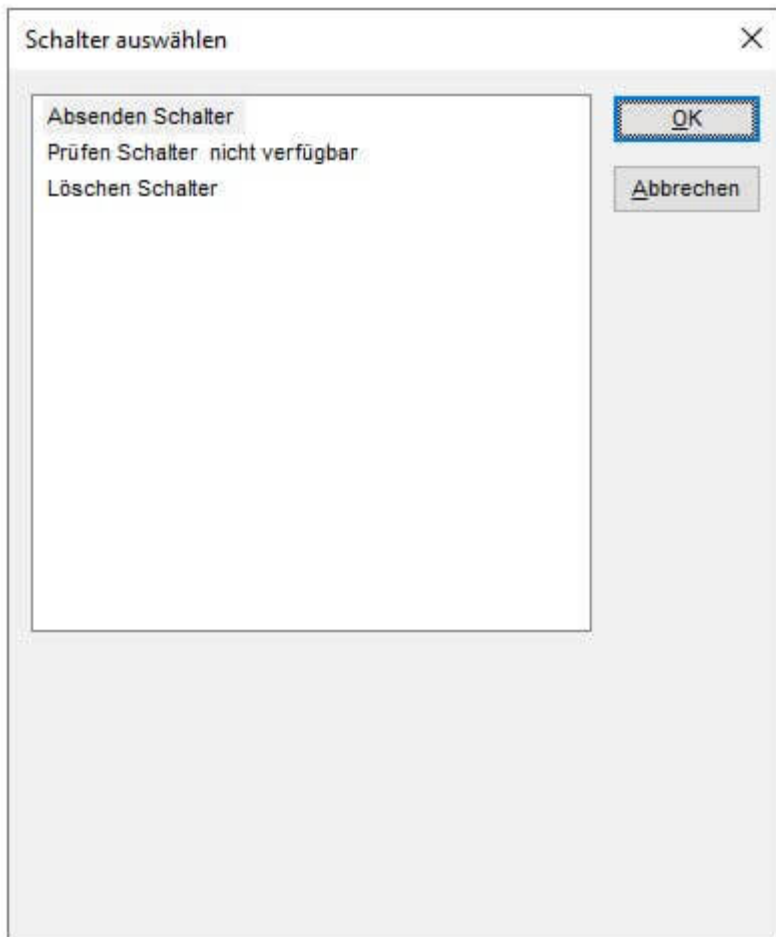 Schalter auswählen
Absenden Schalter
Prüfen Schalter  nicht verfügbar
Löschen Schalter
OK
Abbrechen